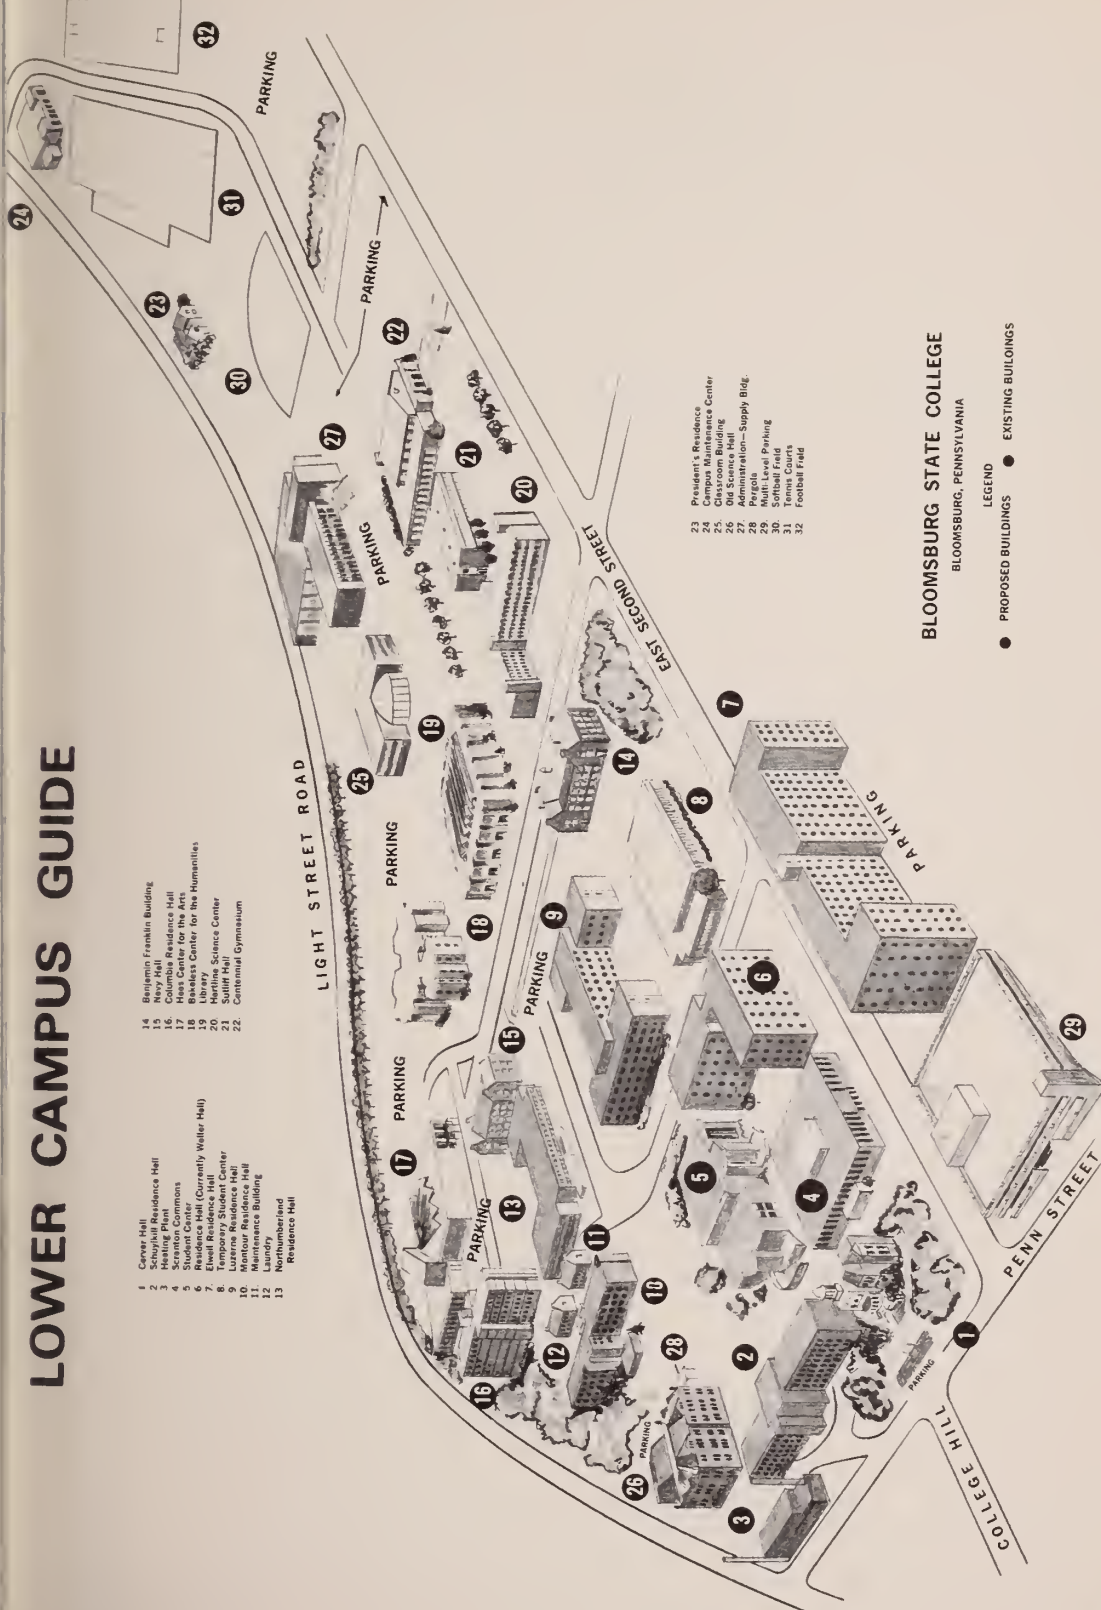 LOWER CAMPUS GUIDE
1 Carver Hall
2 Schuylkill Residence Hall
3 Heating Plant
4 Scranton Commons
5 Student Center
6 Residence Hall (Currently Waller Hall)
7. Elwell Residence Hall
8. Temporary Student Center
9 Luzerne Residence Hall
10. Montour Residence Hall
11. Maintenance Building
12 Laundry
13 Northumberland
Residence Hall
14 Benjamin Franklin Building
15 Navy Hall
16. Columbia Residence Hall
17 Haas Center for the Arts
18 Bakeless Center for the Humanities
19 Library
20. Hartline Science Center
21 Sutliff Hall
22. Centennial Gymnasium
23 President's Residence
24 Campus Maintenance Center
25. Classroom Building
26 Old Science Hall
27. Administration—Supply Bldg.
28 Pergola
29. Multi-Level Parking
30. Softball Field
31 Tennis Courts
32 Football Field
BLOOMSBURG STATE COLLEGE
BLOOMSBURG, PENNSYLVANIA
LEGEND
● PROPOSED BUILDINGS ● EXISTING BUILDINGS
LIGHT STREET ROAD
EAST SECOND STREET
PENN STREET
COLLEGE HILL
PARKING
PARKING
PARKING
PARKING
PARKING
PARKING
PARKING
PARKING
PARKING
PARKING
1
2
3
4
5
6
7
8
9
10
11
12
13
14
15
16
17
18
19
20
21
22
23
24
25
26
27
28
29
30
31
32